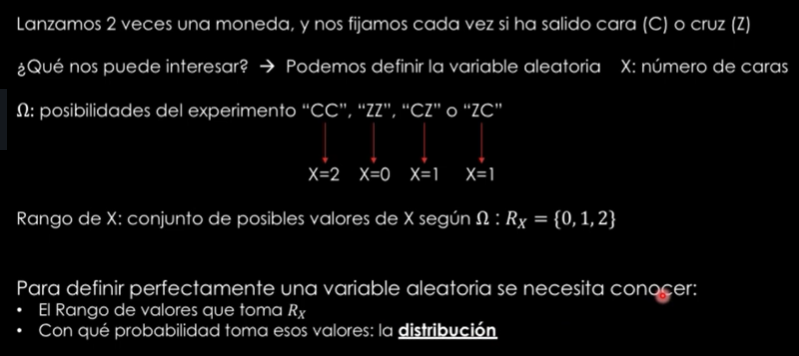 Lanzamos 2 veces una moneda, y nos fijamos cada vez si ha salido cara (C) o cruz (Z)
¿Qué nos puede interesar? → Podemos definir la variable aleatoria X: número de caras
Ω: posibilidades del experimento “CC”, “ZZ”, “CZ” o “ZC”
X=2 X=0 X=1 X=1
Rango de X: conjunto de posibles valores de X según Ω : R_X = {0, 1, 2}
Para definir perfectamente una variable aleatoria se necesita conocer:
• El Rango de valores que toma R_X
• Con qué probabilidad toma esos valores: la distribución